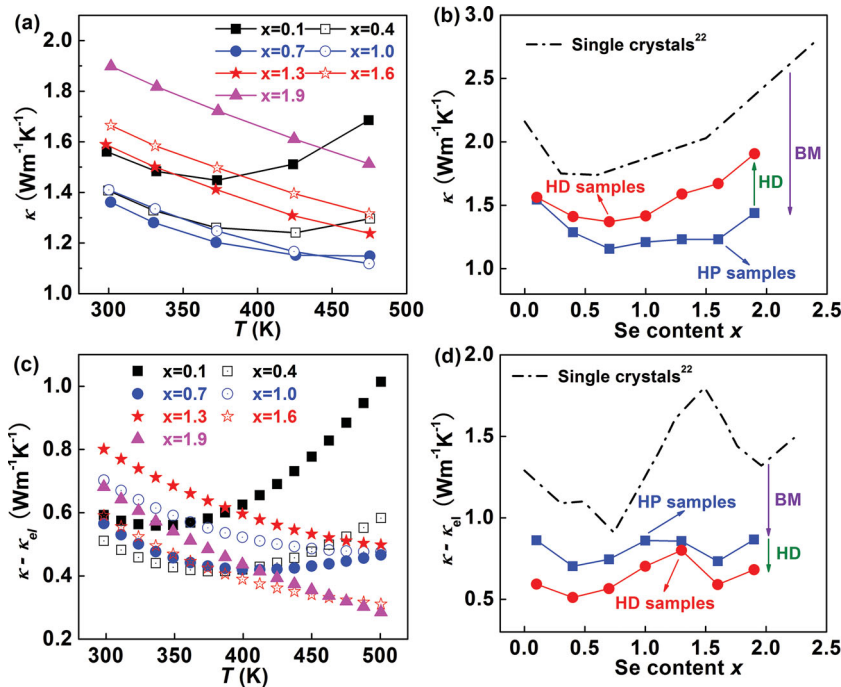 (a)
x=0.1 x=0.4
x=0.7 x=1.0
x=1.3 x=1.6
x=1.9
2.0
1.8
1.6
1.4
1.2
1.0
κ (Wm⁻¹K⁻¹)
300 350 400 450 500
T (K)
(b)
Single crystals²²
3.0
2.5
2.0
1.5
1.0
κ (Wm⁻¹K⁻¹)
HD samples
HD
BM
HP samples
0.0 0.5 1.0 1.5 2.0 2.5
Se content x
(c)
x=0.1 x=0.4
x=0.7 x=1.0
x=1.3 x=1.6
x=1.9
1.0
0.8
0.6
0.4
0.2
κ - κel (Wm⁻¹K⁻¹)
300 350 400 450 500
T (K)
(d)
Single crystals²²
2.0
1.5
1.0
0.5
κ - κel (Wm⁻¹K⁻¹)
HP samples
BM
HD
HD samples
0.0 0.5 1.0 1.5 2.0 2.5
Se content x